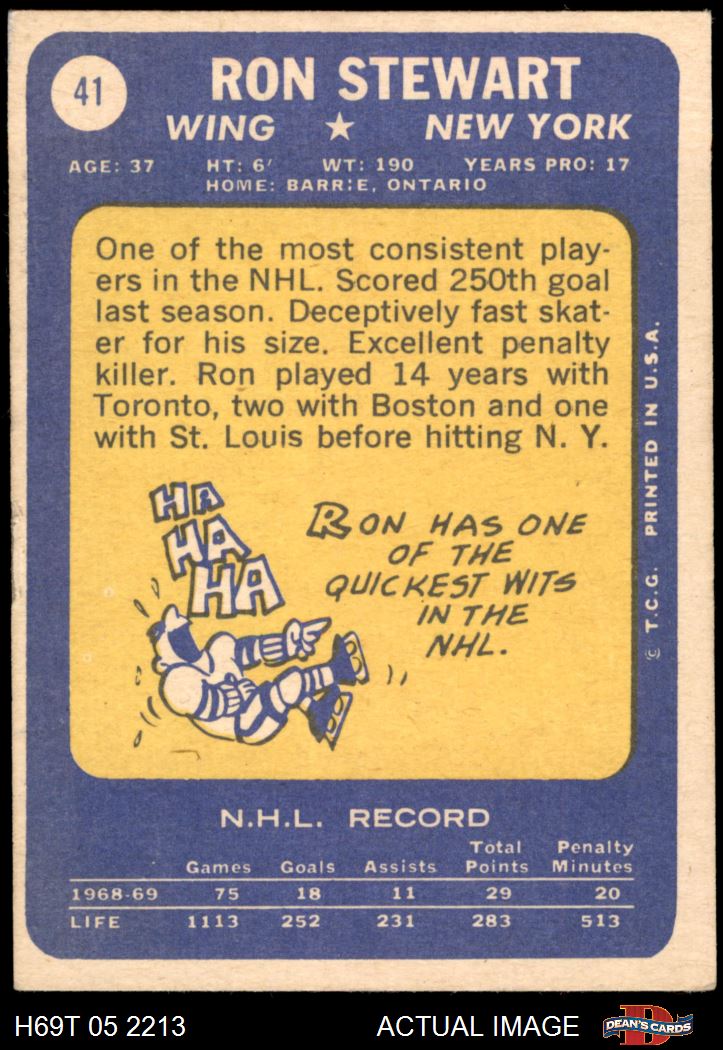 41
RON STEWART
WING ★ NEW YORK
AGE: 37 HT: 6' WT: 190 YEARS PRO: 17
HOME: BARRIE, ONTARIO
One of the most consistent play-
ers in the NHL. Scored 250th goal
last season. Deceptively fast skat-
er for his size. Excellent penalty
killer. Ron played 14 years with
Toronto, two with Boston and one
with St. Louis before hitting N. Y.
HA
HA
HA
RON HAS ONE
OF THE
QUICKEST WITS
IN THE
NHL.
© T.C.G. PRINTED IN U.S.A.
N.H.L. RECORD
Games Goals Assists Total Points Penalty Minutes
1968-69 75 18 11 29 20
LIFE 1113 252 231 283 513
H69T 05 2213 ACTUAL IMAGE
D
DEAN'S CARDS